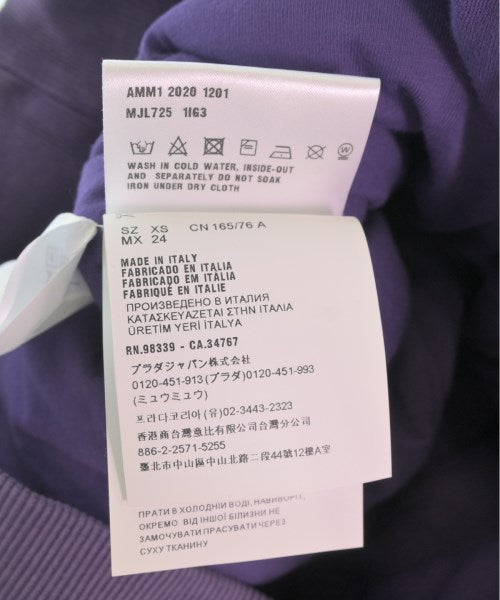 AMM1 2020 1201
MJL725 1IG3
WASH IN COLD WATER, INSIDE-OUT
AND SEPARATELY DO NOT SOAK
IRON UNDER DRY CLOTH
SZ XS CN 165/76 A
MX 24
MADE IN ITALY
FABRICADO EN ITALIA
FABRICADO EM ITALIA
FABRIQUÉ EN ITALIE
ПРОИЗВЕДЕНО В ИТАЛИЯ
ΚΑΤΑΣΚΕΥΑΖΕΤΑΙ ΣΤΗΝ ΙΤΑΛΙΑ
ÜRETİM YERİ İTALYA
RN.98339 - CA.34767
プラダジャパン株式会社
0120-451-913(プラダ)0120-451-993
(ミュウミュウ)
프라다코리아(유)02-3443-2323
香港商台灣薏比有限公司台灣分公司
886-2-2571-5255
臺北市中山區中山北路二段44號12樓A室
ПРАТИ В ХОЛОДНІЙ ВОДІ, НАВИВОРІТ,
ОКРЕМО ВІД ІНШОЇ БІЛИЗНИ НЕ
ЗАМОЧУВАТИ ПРАСУВАТИ ЧЕРЕЗ
СУХУ ТКАНИНУ